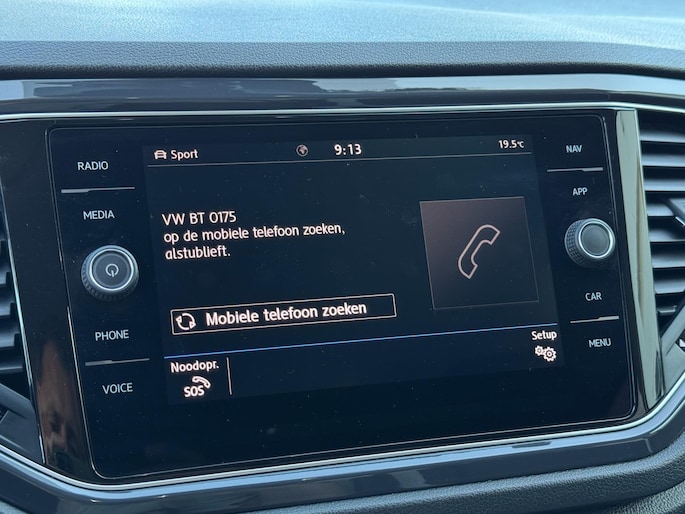 RADIO
MEDIA
PHONE
VOICE
Sport
9:13
19.5°C
VW BT 0175
op de mobiele telefoon zoeken,
alstublieft.
Mobiele telefoon zoeken
Noodopr.
SOS
Setup
NAV
APP
CAR
MENU